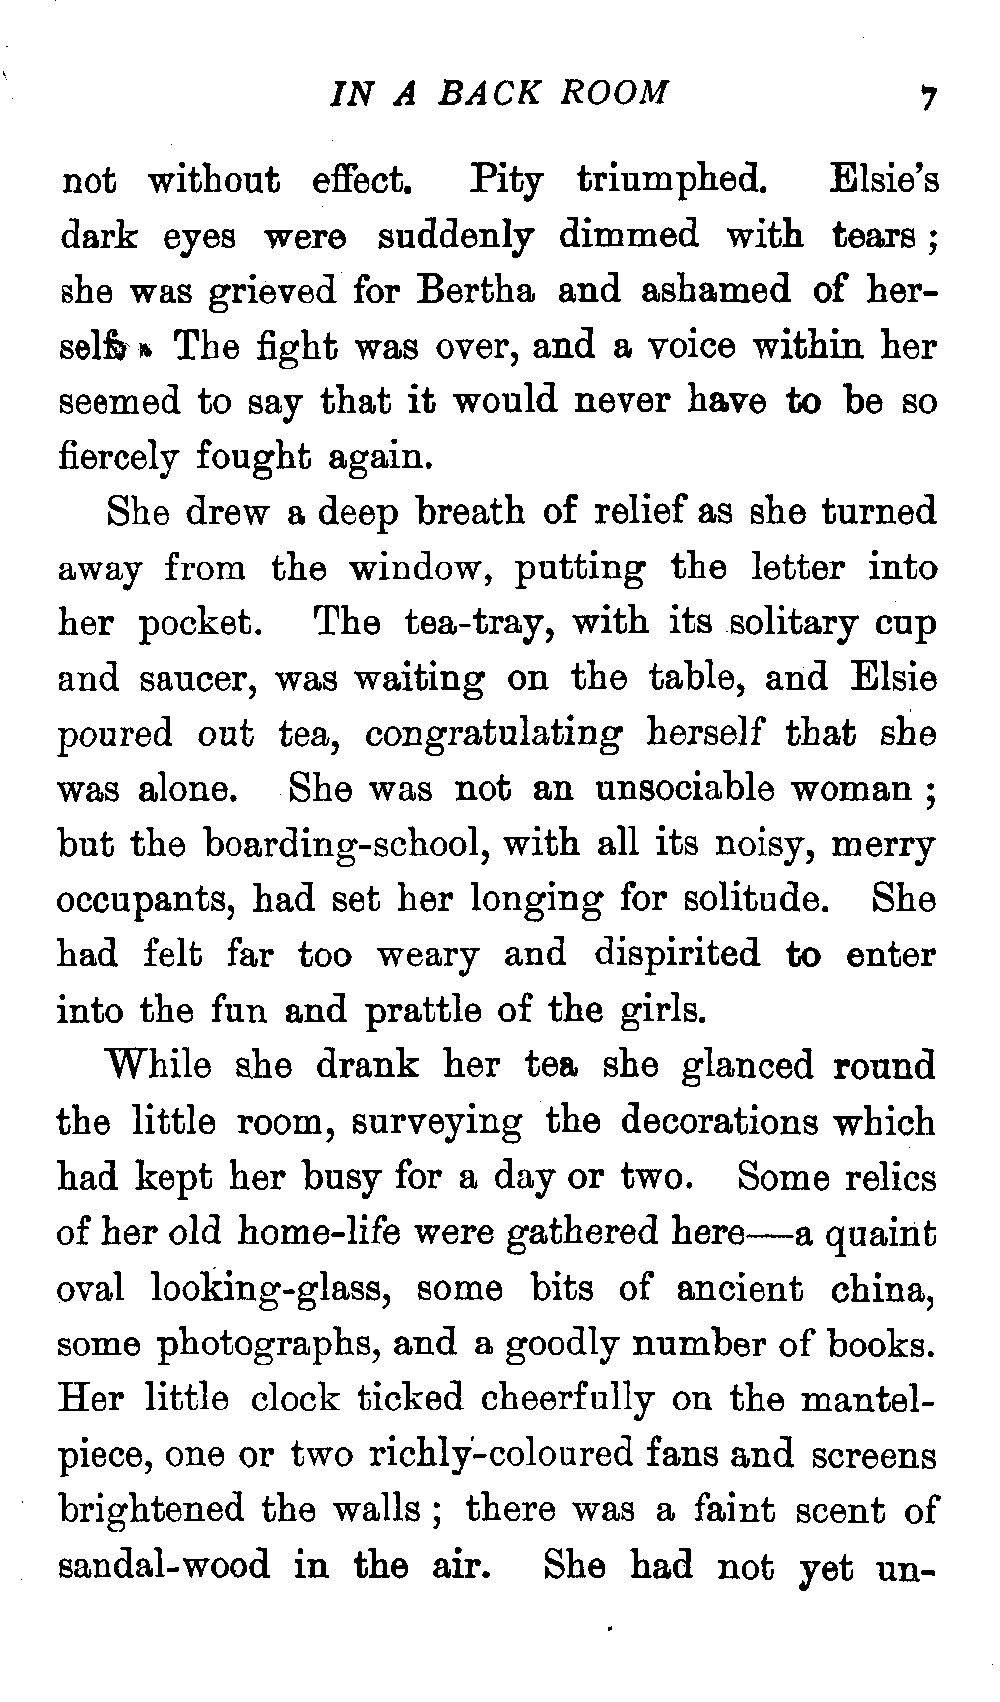 IN A BACK ROOM 7
not without effect. Pity triumphed. Elsie's
dark eyes were suddenly dimmed with tears ;
she was grieved for Bertha and ashamed of her-
self. The fight was over, and a voice within her
seemed to say that it would never have to be so
fiercely fought again.
She drew a deep breath of relief as she turned
away from the window, putting the letter into
her pocket. The tea-tray, with its solitary cup
and saucer, was waiting on the table, and Elsie
poured out tea, congratulating herself that she
was alone. She was not an unsociable woman ;
but the boarding-school, with all its noisy, merry
occupants, had set her longing for solitude. She
had felt far too weary and dispirited to enter
into the fun and prattle of the girls.
While she drank her tea she glanced round
the little room, surveying the decorations which
had kept her busy for a day or two. Some relics
of her old home-life were gathered here—a quaint
oval looking-glass, some bits of ancient china,
some photographs, and a goodly number of books.
Her little clock ticked cheerfully on the mantel-
piece, one or two richly-coloured fans and screens
brightened the walls ; there was a faint scent of
sandal-wood in the air. She had not yet un-